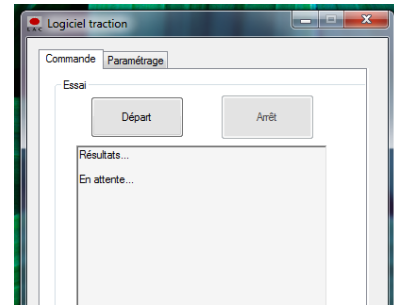 Logiciel traction
Commande Paramétrage
Essai
Départ Arrêt
Résultats...
En attente...